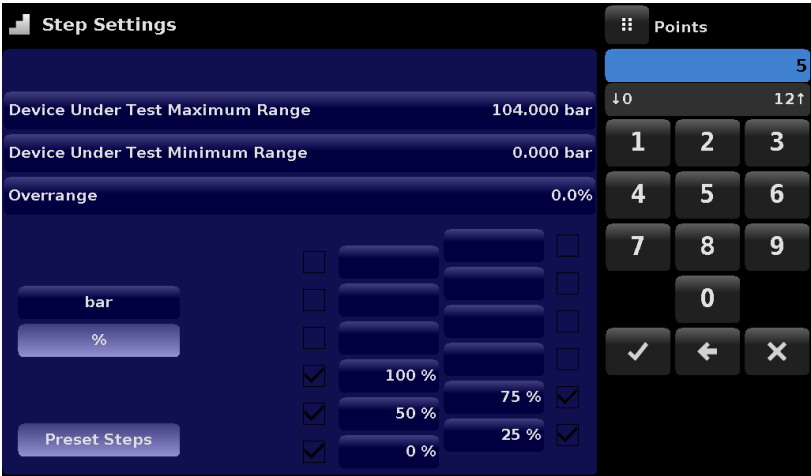 Step Settings
Points
5
↓0 12↑
Device Under Test Maximum Range 104.000 bar
Device Under Test Minimum Range 0.000 bar
Overrange 0.0%
1 2 3
4 5 6
7 8 9
0
bar
%
100 %
75 %
50 %
25 %
0 %
Preset Steps